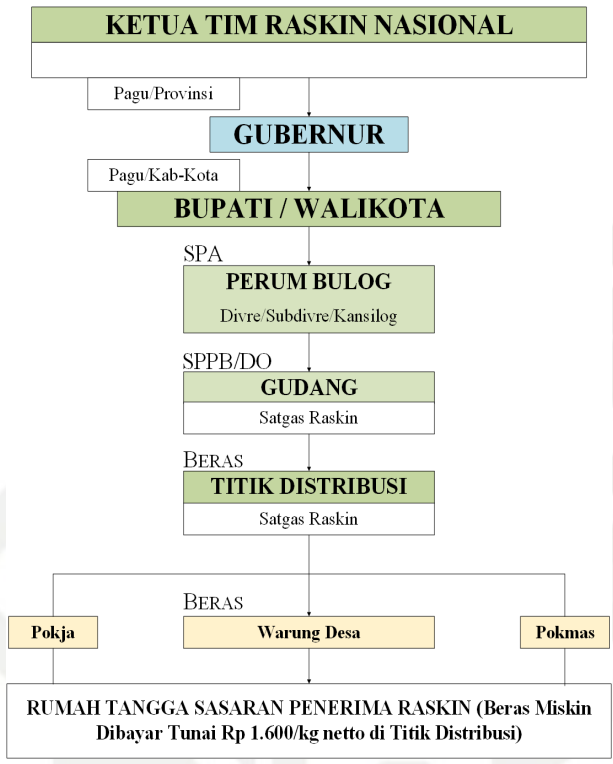 KETUA TIM RASKIN NASIONAL
Pagu/Provinsi
GUBERNUR
Pagu/Kab-Kota
BUPATI / WALIKOTA
SPA
PERUM BULOG
Divre/Subdivre/Kansilog
SPPB/DO
GUDANG
Satgas Raskin
BERAS
TITIK DISTRIBUSI
Satgas Raskin
BERAS
Pokja
Warung Desa
Pokmas
RUMAH TANGGA SASARAN PENERIMA RASKIN (Beras Miskin
Dibayar Tunai Rp 1.600/kg netto di Titik Distribusi)